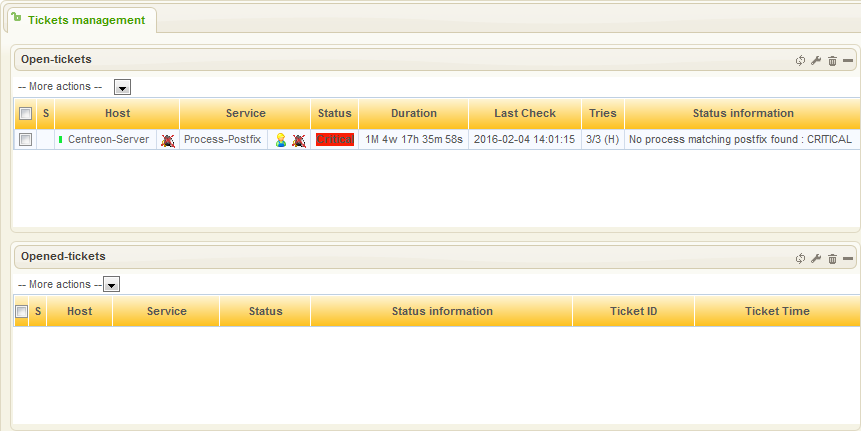 Tickets management
Open-tickets
-- More actions --
S Host Service Status Duration Last Check Tries Status information
Centreon-Server Process-Postfix Critical 1M 4w 17h 35m 58s 2016-02-04 14:01:15 3/3 (H) No process matching postfix found : CRITICAL
Opened-tickets
-- More actions --
S Host Service Status Status information Ticket ID Ticket Time